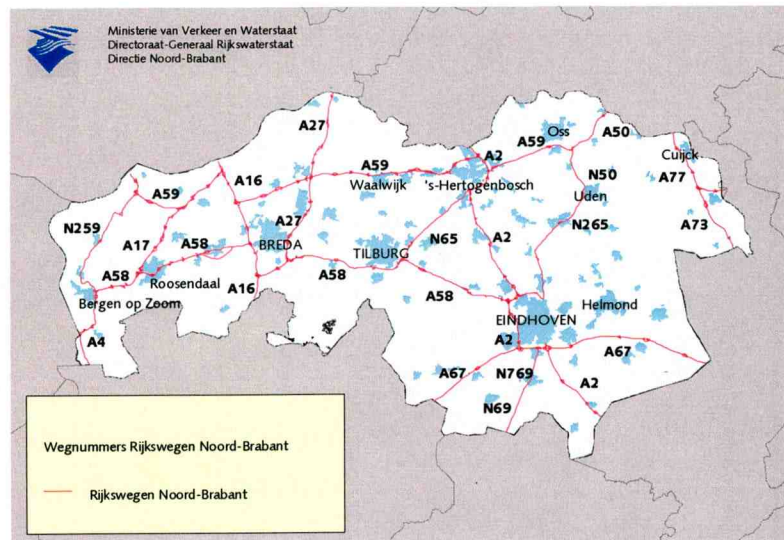 Ministerie van Verkeer en Waterstaat
Directoraat-Generaal Rijkswaterstaat
Directie Noord-Brabant
A27
A2
A59
Oss
A50
A59
A16
A59
Waalwijk
's-Hertogenbosch
N50
Cuijck
A77
Uden
N259
A17
A58
A27
BREDA
TILBURG
N65
A2
N265
A73
A58
Roosendaal
A16
A58
A58
Bergen op Zoom
EINDHOVEN
Helmond
A4
A2
A67
A67
N769
A2
N69
Wegnummers Rijkswegen Noord-Brabant
Rijkswegen Noord-Brabant